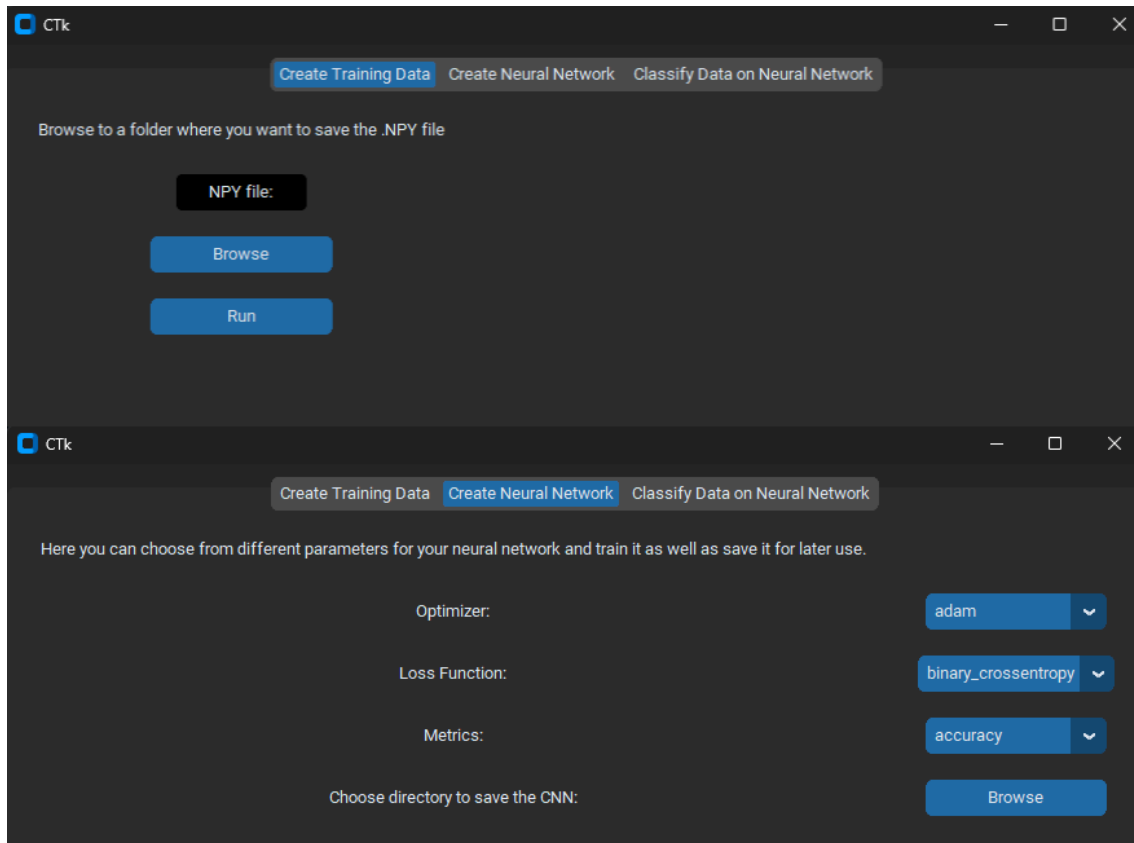 CTk
Create Training Data Create Neural Network Classify Data on Neural Network
Browse to a folder where you want to save the .NPY file
NPY file:
Browse
Run
CTk
Create Training Data Create Neural Network Classify Data on Neural Network
Here you can choose from different parameters for your neural network and train it as well as save it for later use.
Optimizer: adam
Loss Function: binary_crossentropy
Metrics: accuracy
Choose directory to save the CNN: Browse